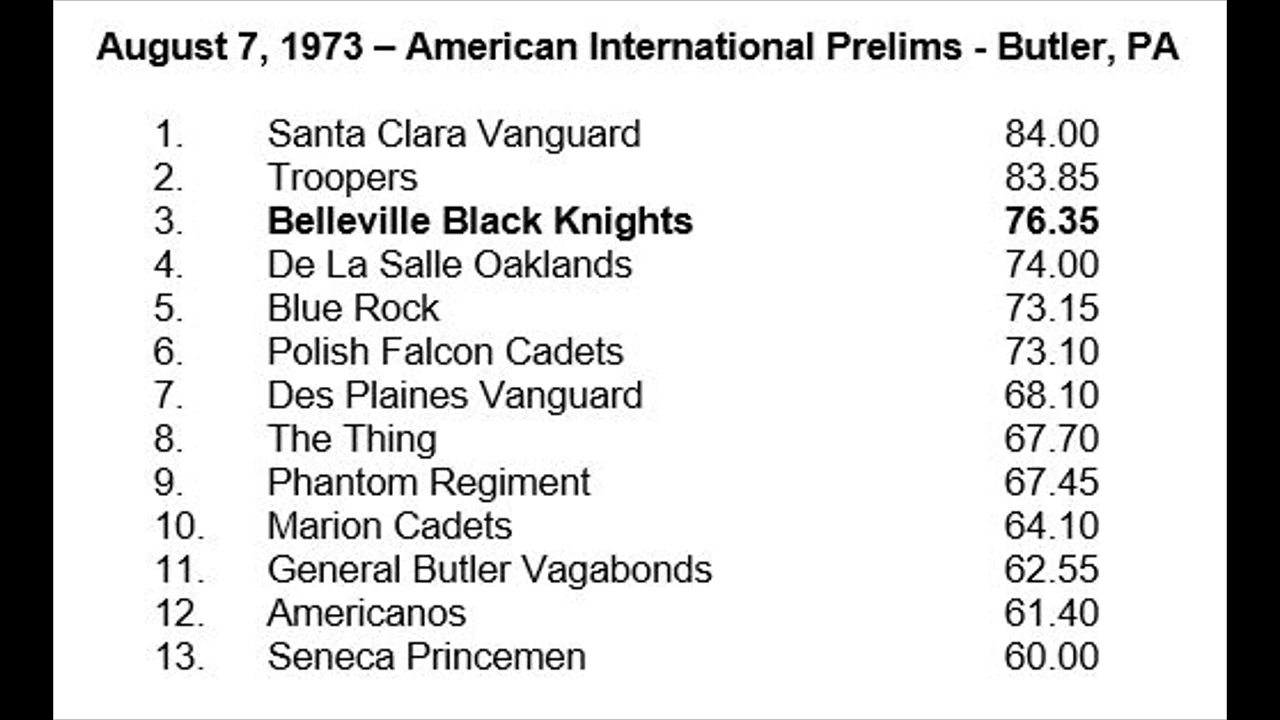 August 7, 1973 – American International Prelims - Butler, PA
1. Santa Clara Vanguard 84.00
2. Troopers 83.85
3. Belleville Black Knights 76.35
4. De La Salle Oaklands 74.00
5. Blue Rock 73.15
6. Polish Falcon Cadets 73.10
7. Des Plaines Vanguard 68.10
8. The Thing 67.70
9. Phantom Regiment 67.45
10. Marion Cadets 64.10
11. General Butler Vagabonds 62.55
12. Americanos 61.40
13. Seneca Princemen 60.00